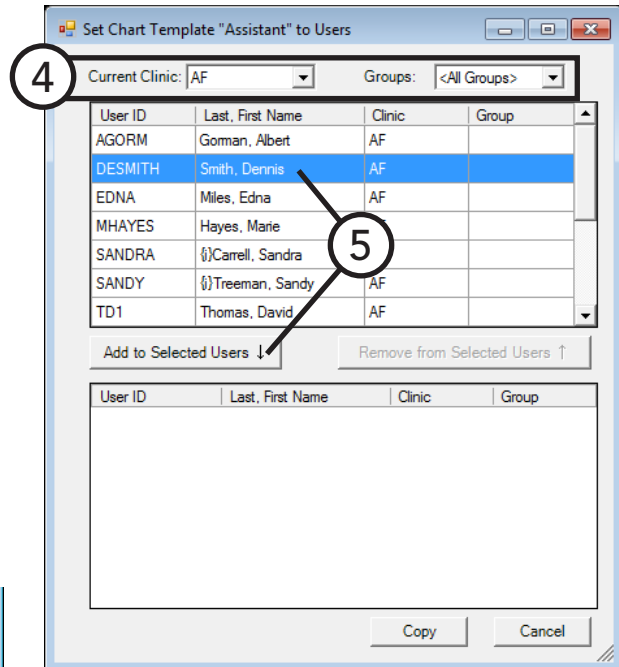 Set Chart Template "Assistant" to Users
4 Current Clinic: AF Groups: <All Groups>
User ID Last, First Name Clinic Group
AGORM Gorman, Albert AF
DESMITH Smith, Dennis AF
EDNA Miles, Edna AF
MHAYES Hayes, Marie
SANDRA {i}Carrell, Sandra
5
SANDY {i}Treeman, Sandy AF
TD1 Thomas, David AF
Add to Selected Users ↓ Remove from Selected Users ↑
User ID Last, First Name Clinic Group
Copy Cancel